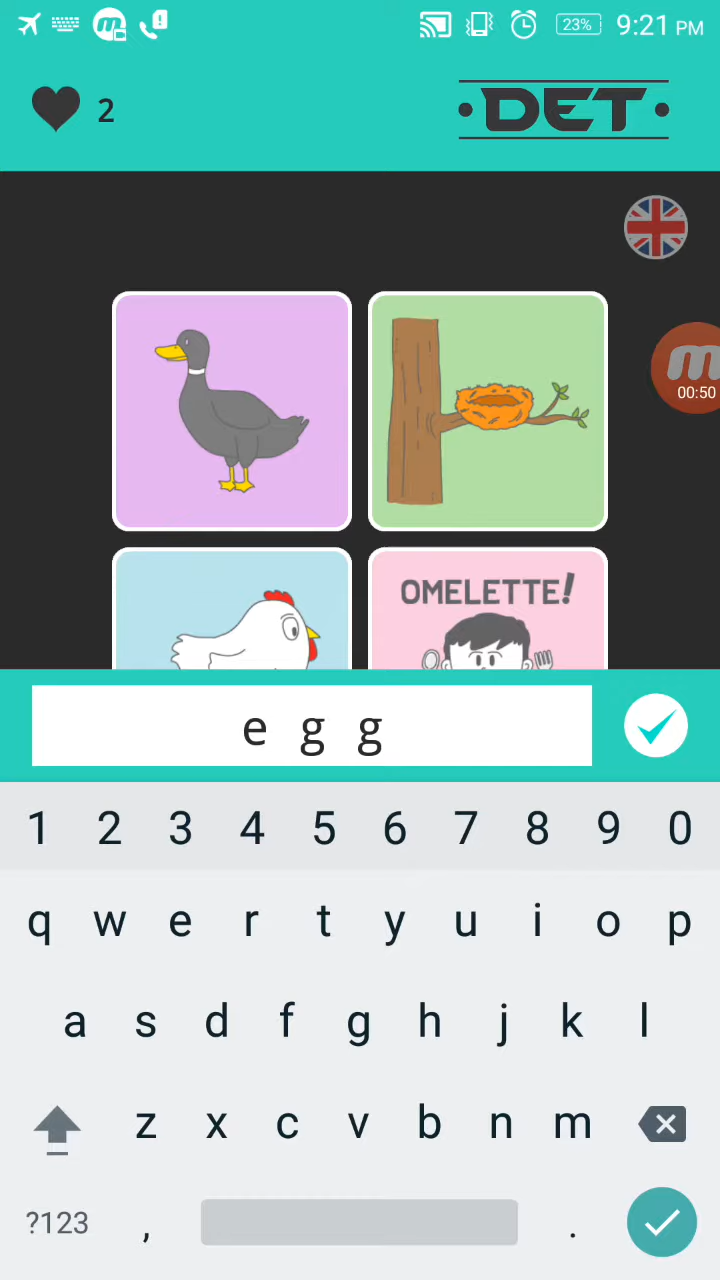 23% 9:21 PM
2 DET
00:50
OMELETTE!
e g g
1 2 3 4 5 6 7 8 9 0
q w e r t y u i o p
a s d f g h j k l
z x c v b n m
?123 , .